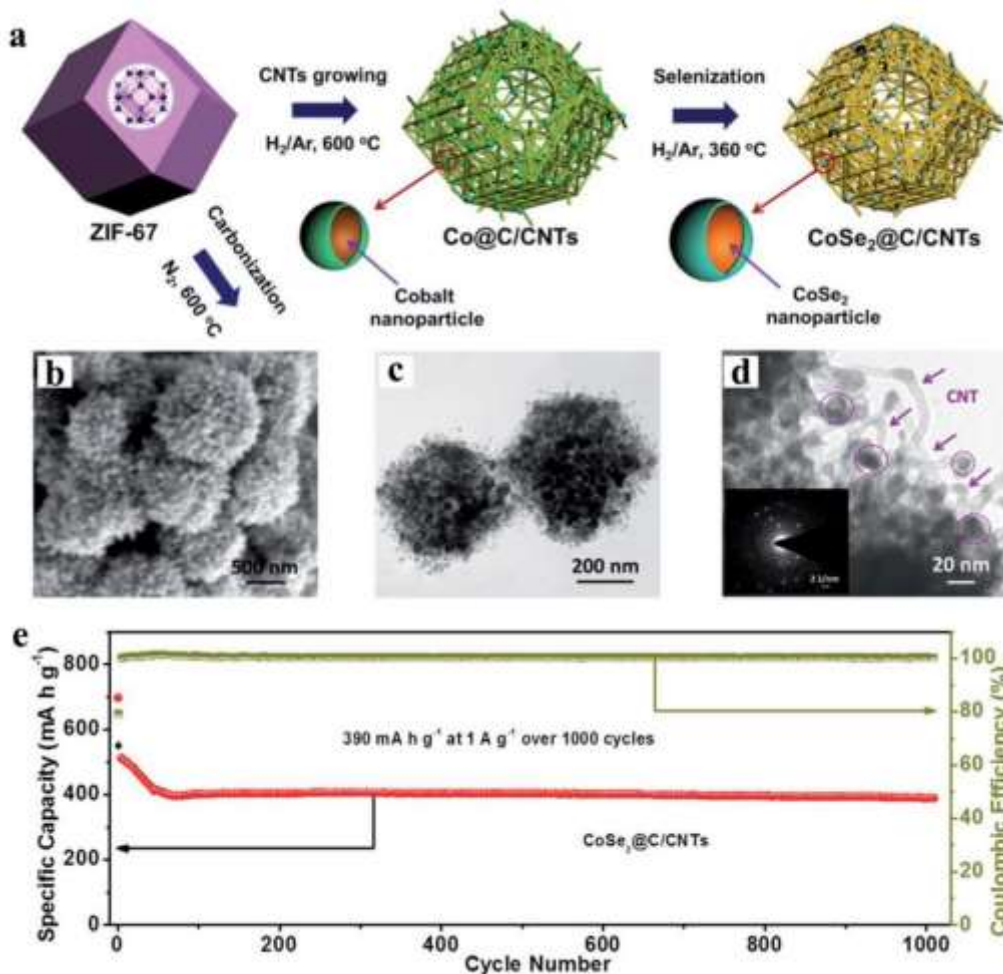 a
CNTs growing
H₂/Ar, 600 °C
Selenization
H₂/Ar, 360 °C
ZIF-67
Co@C/CNTs
CoSe₂@C/CNTs
Carbonization
N₂, 600 °C
Cobalt
nanoparticle
CoSe₂
nanoparticle
b
500 nm
c
200 nm
d
CNT
20 nm
e
Specific Capacity (mA h g⁻¹)
800
600
400
200
0
390 mA h g⁻¹ at 1 A g⁻¹ over 1000 cycles
CoSe₂@C/CNTs
100
80
60
40
20
0
Coulombic Efficiency (%)
0
200
400
600
800
1000
Cycle Number